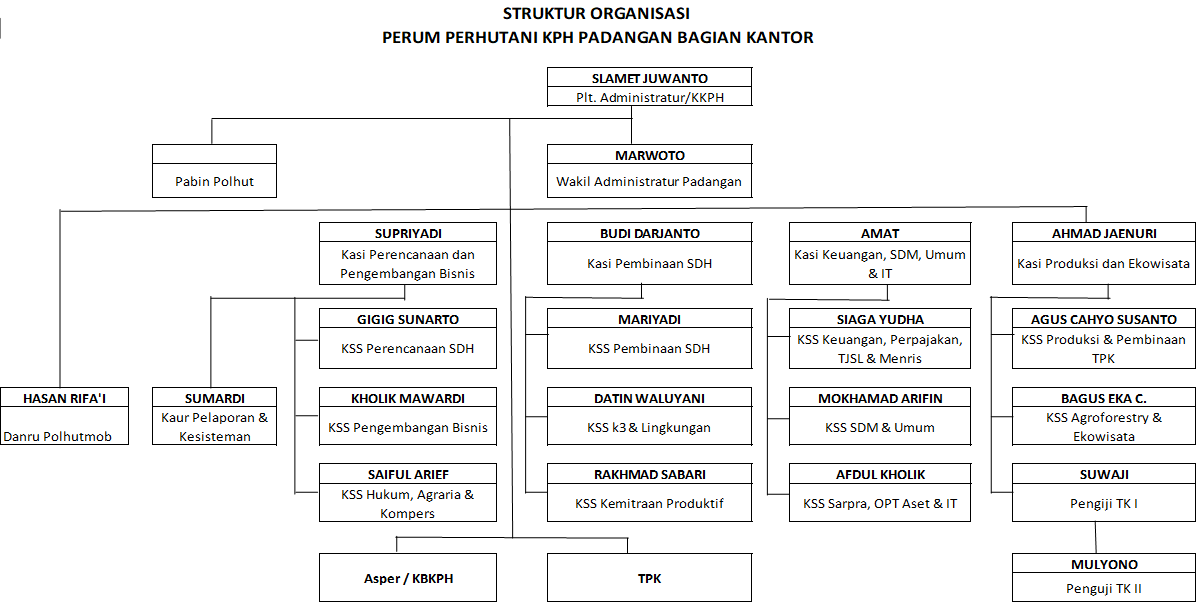 STRUKTUR ORGANISASI
PERUM PERHUTANI KPH PADANGAN BAGIAN KANTOR
SLAMET JUWANTO
Plt. Administratur/KKPH
Pabin Polhut
MARWOTO
Wakil Administratur Padangan
SUPRIYADI
Kasi Perencanaan dan
Pengembangan Bisnis
BUDI DARJANTO
Kasi Pembinaan SDH
AMAT
Kasi Keuangan, SDM, Umum
& IT
AHMAD JAENURI
Kasi Produksi dan Ekowisata
GIGIG SUNARTO
KSS Perencanaan SDH
MARIYADI
KSS Pembinaan SDH
SIAGA YUDHA
KSS Keuangan, Perpajakan,
TJSL & Menris
AGUS CAHYO SUSANTO
KSS Produksi & Pembinaan
TPK
HASAN RIFA'I
Danru Polhutmob
SUMARDI
Kaur Pelaporan &
Kesisteman
KHOLIK MAWARDI
KSS Pengembangan Bisnis
DATIN WALUYANI
KSS k3 & Lingkungan
MOKHAMAD ARIFIN
KSS SDM & Umum
BAGUS EKA C.
KSS Agroforestry &
Ekowisata
SAIFUL ARIEF
KSS Hukum, Agraria &
Kompers
RAKHMAD SABARI
KSS Kemitraan Produktif
AFDUL KHOLIK
KSS Sarpra, OPT Aset & IT
SUWAJI
Pengiji TK I
Asper / KBKPH
TPK
MULYONO
Penguji TK II